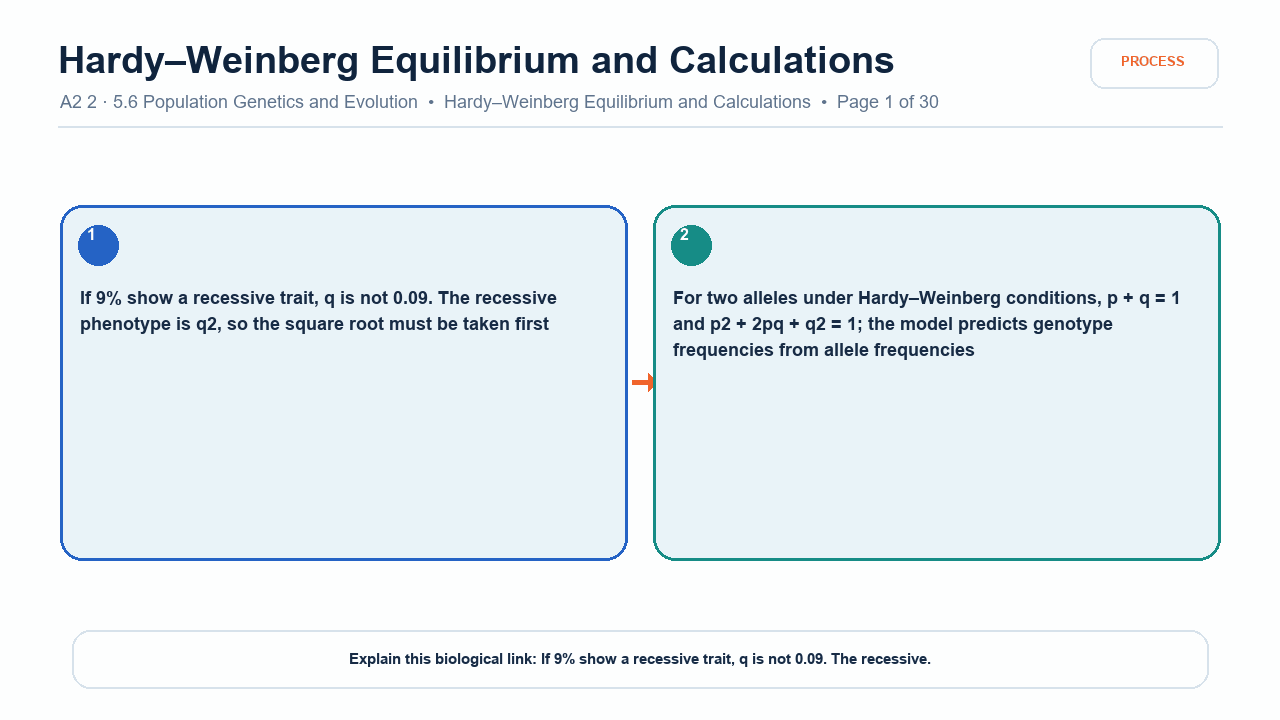 Hardy–Weinberg Equilibrium and Calculations
PROCESS
A2 2 · 5.6 Population Genetics and Evolution • Hardy–Weinberg Equilibrium and Calculations • Page 1 of 30
1
If 9% show a recessive trait, q is not 0.09. The recessive
phenotype is q2, so the square root must be taken first
2
For two alleles under Hardy–Weinberg conditions, p + q = 1
and p2 + 2pq + q2 = 1; the model predicts genotype
frequencies from allele frequencies
Explain this biological link: If 9% show a recessive trait, q is not 0.09. The recessive.